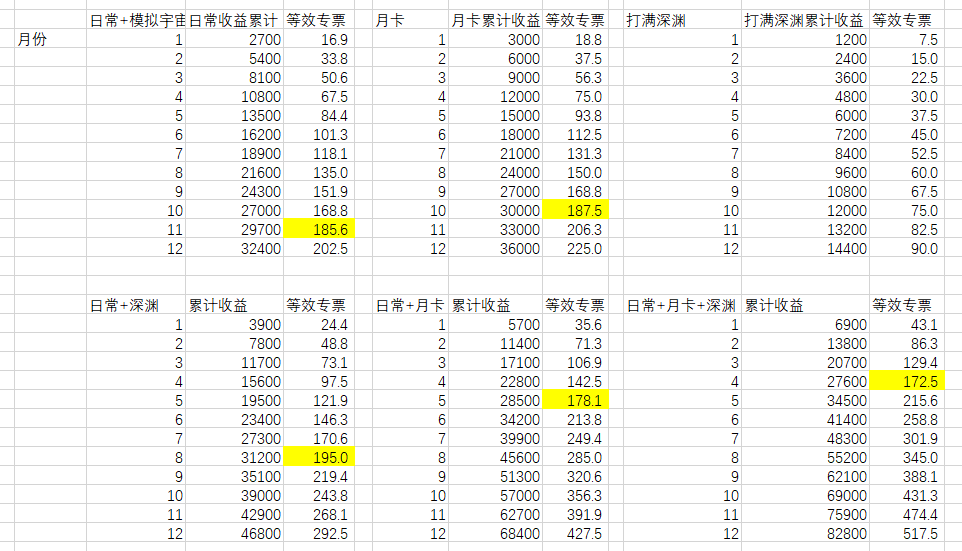 日常+模拟宇宙 日常收益累计 等效专票 月卡 月卡累计收益 等效专票 打满深渊 打满深渊累计收益 等效专票
月份 1 2700 16.9 1 3000 18.8 1 1200 7.5
2 5400 33.8 2 6000 37.5 2 2400 15.0
3 8100 50.6 3 9000 56.3 3 3600 22.5
4 10800 67.5 4 12000 75.0 4 4800 30.0
5 13500 84.4 5 15000 93.8 5 6000 37.5
6 16200 101.3 6 18000 112.5 6 7200 45.0
7 18900 118.1 7 21000 131.3 7 8400 52.5
8 21600 135.0 8 24000 150.0 8 9600 60.0
9 24300 151.9 9 27000 168.8 9 10800 67.5
10 27000 168.8 10 30000 187.5 10 12000 75.0
11 29700 185.6 11 33000 206.3 11 13200 82.5
12 32400 202.5 12 36000 225.0 12 14400 90.0
日常+深渊 累计收益 等效专票 日常+月卡 累计收益 等效专票 日常+月卡+深渊 累计收益 等效专票
1 3900 24.4 1 5700 35.6 1 6900 43.1
2 7800 48.8 2 11400 71.3 2 13800 86.3
3 11700 73.1 3 17100 106.9 3 20700 129.4
4 15600 97.5 4 22800 142.5 4 27600 172.5
5 19500 121.9 5 28500 178.1 5 34500 215.6
6 23400 146.3 6 34200 213.8 6 41400 258.8
7 27300 170.6 7 39900 249.4 7 48300 301.9
8 31200 195.0 8 45600 285.0 8 55200 345.0
9 35100 219.4 9 51300 320.6 9 62100 388.1
10 39000 243.8 10 57000 356.3 10 69000 431.3
11 42900 268.1 11 62700 391.9 11 75900 474.4
12 46800 292.5 12 68400 427.5 12 82800 517.5